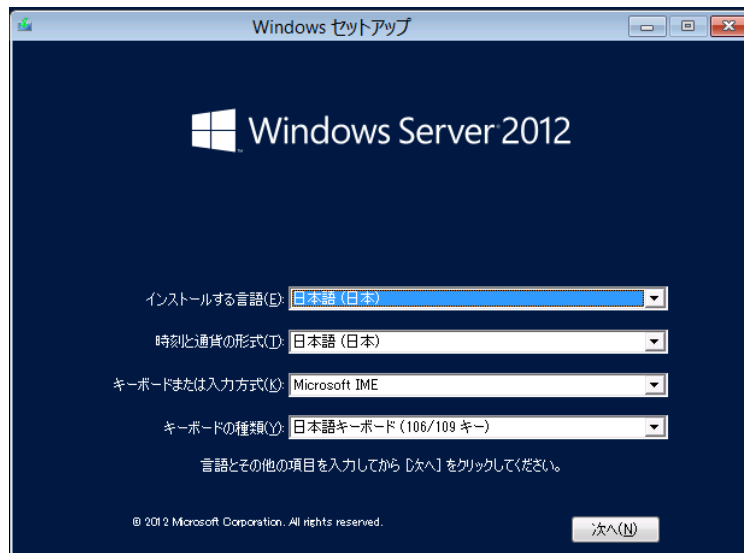 Windows セットアップ
Windows Server 2012
インストールする言語(E): 日本語 (日本)
時刻と通貨の形式(T): 日本語 (日本)
キーボードまたは入力方式(K): Microsoft IME
キーボードの種類(Y): 日本語キーボード (106/109 キー)
言語とその他の項目を入力してから [次へ] をクリックしてください。
© 2012 Microsoft Corporation. All rights reserved.
次へ(N)